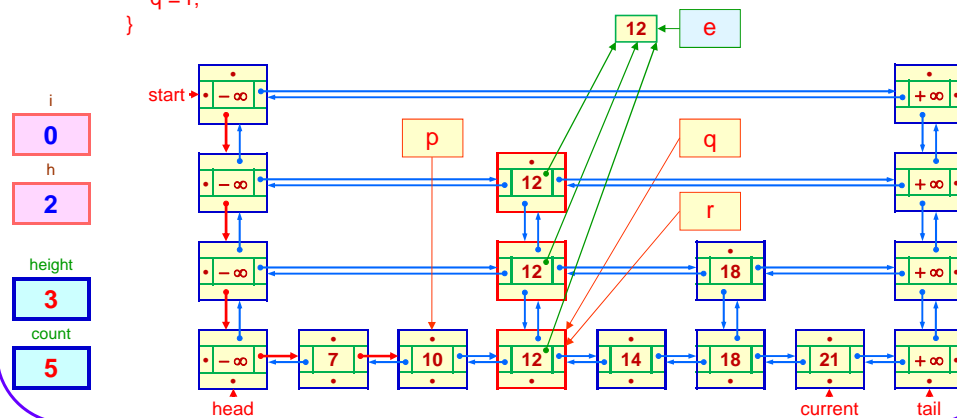 q = r;
}
12 e
start − ∞ + ∞
i
0
p q
h
2
− ∞ 12 + ∞
r
height
3
− ∞ 12 18 + ∞
count
5
− ∞ 7 10 12 14 18 21 + ∞
head current tail